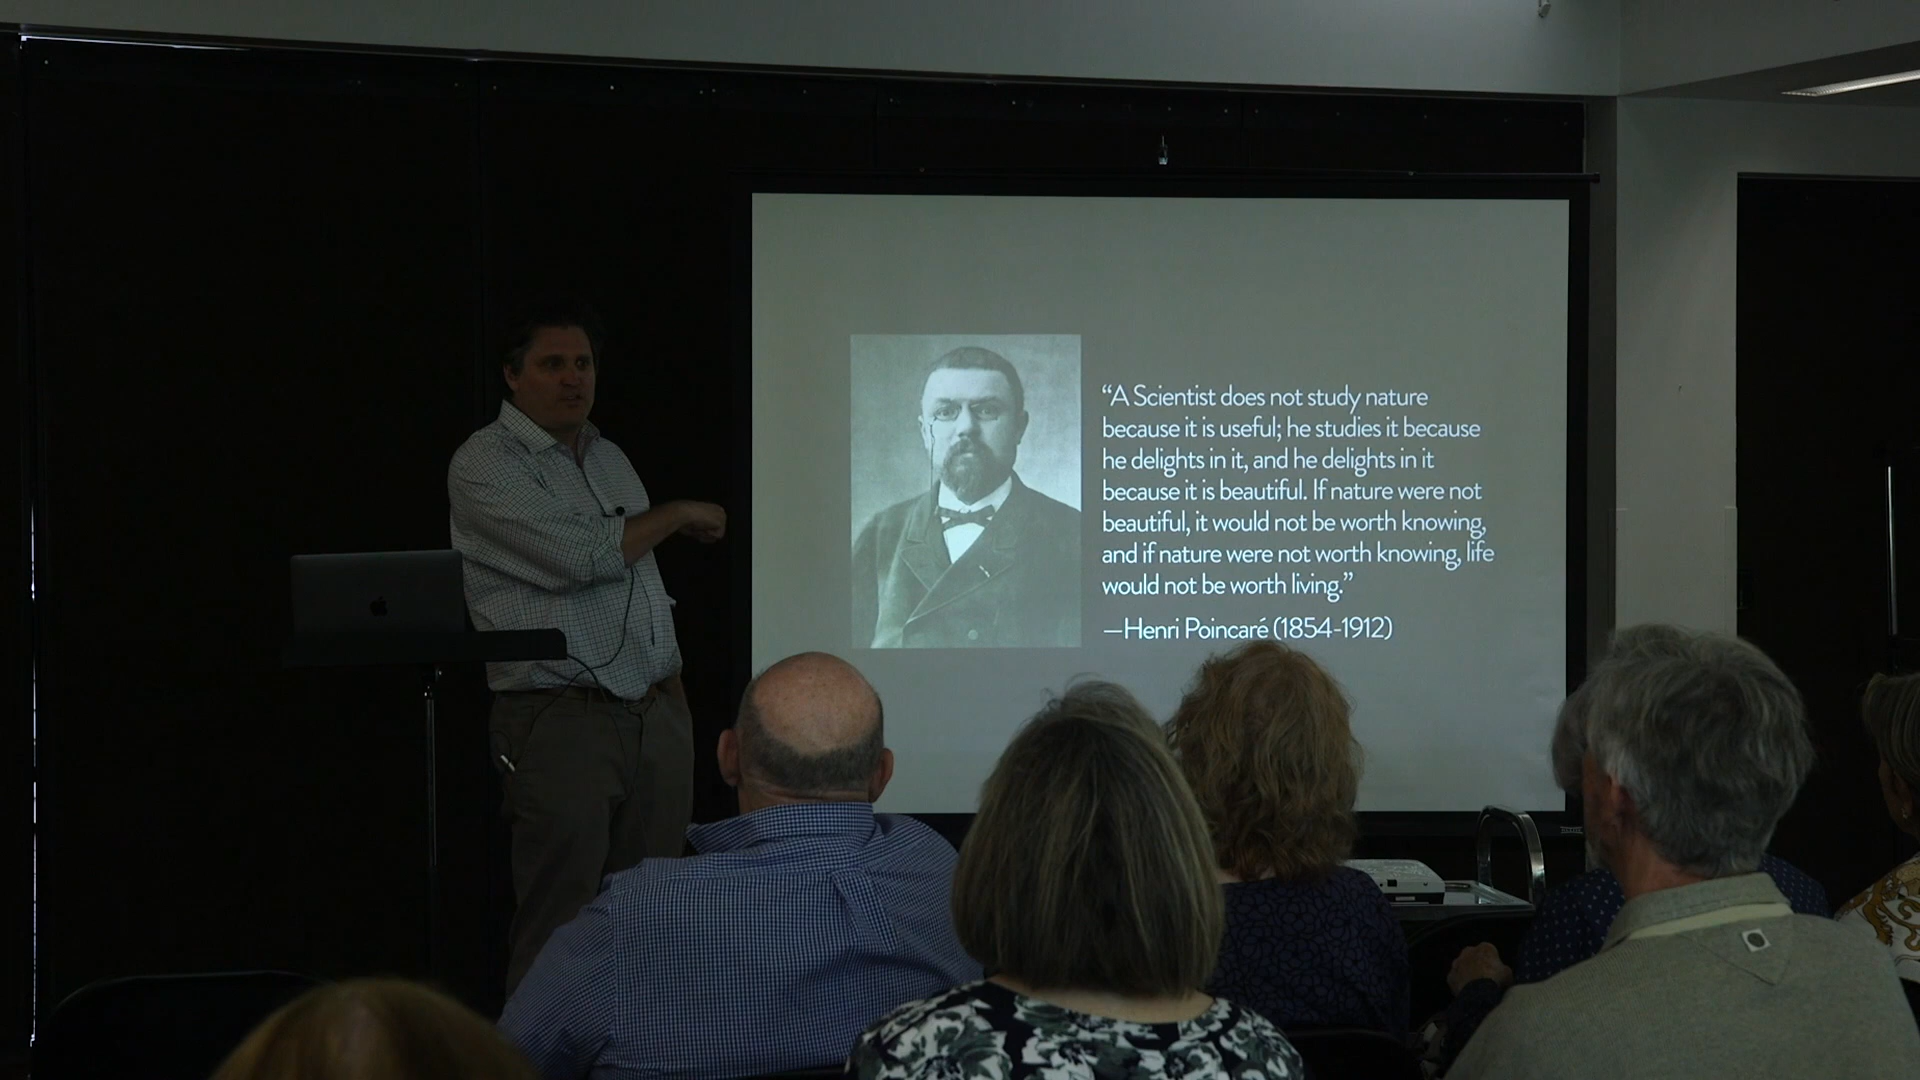 “A Scientist does not study nature
because it is useful; he studies it because
he delights in it, and he delights in it
because it is beautiful. If nature were not
beautiful, it would not be worth knowing,
and if nature were not worth knowing, life
would not be worth living.”
—Henri Poincaré (1854-1912)